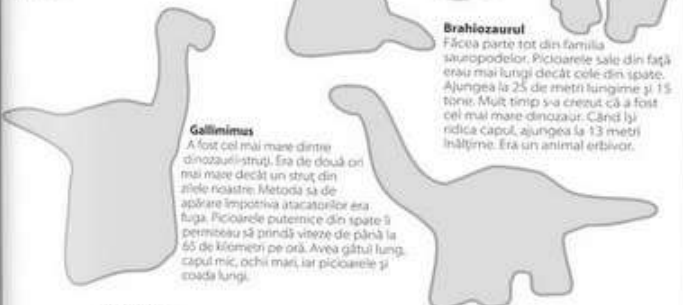 Brahiozaurul
Făcea parte tot din familia
sauropodelor. Picioarele sale din față
erau mai lungi decât cele din spate.
Ajungea la 25 de metri lungime și 15
tone. Mult timp s-a crezut că a fost
cel mai mare dinozaur. Când își
ridica capul, ajungea la 13 metri
înălțime. Era un animal erbivor.
Gallimimus
A fost cel mai mare dintre
dinozaurii-struți. Era de două ori
mai mare decât un struț din
zilele noastre. Metoda sa de
apărare împotriva atacatorilor era
fuga. Picioarele puternice din spate îi
permiteau să prindă viteze de până la
65 de kilometri pe oră. Avea gâtul lung,
capul mic, ochii mari, iar picioarele și
coada lungi.